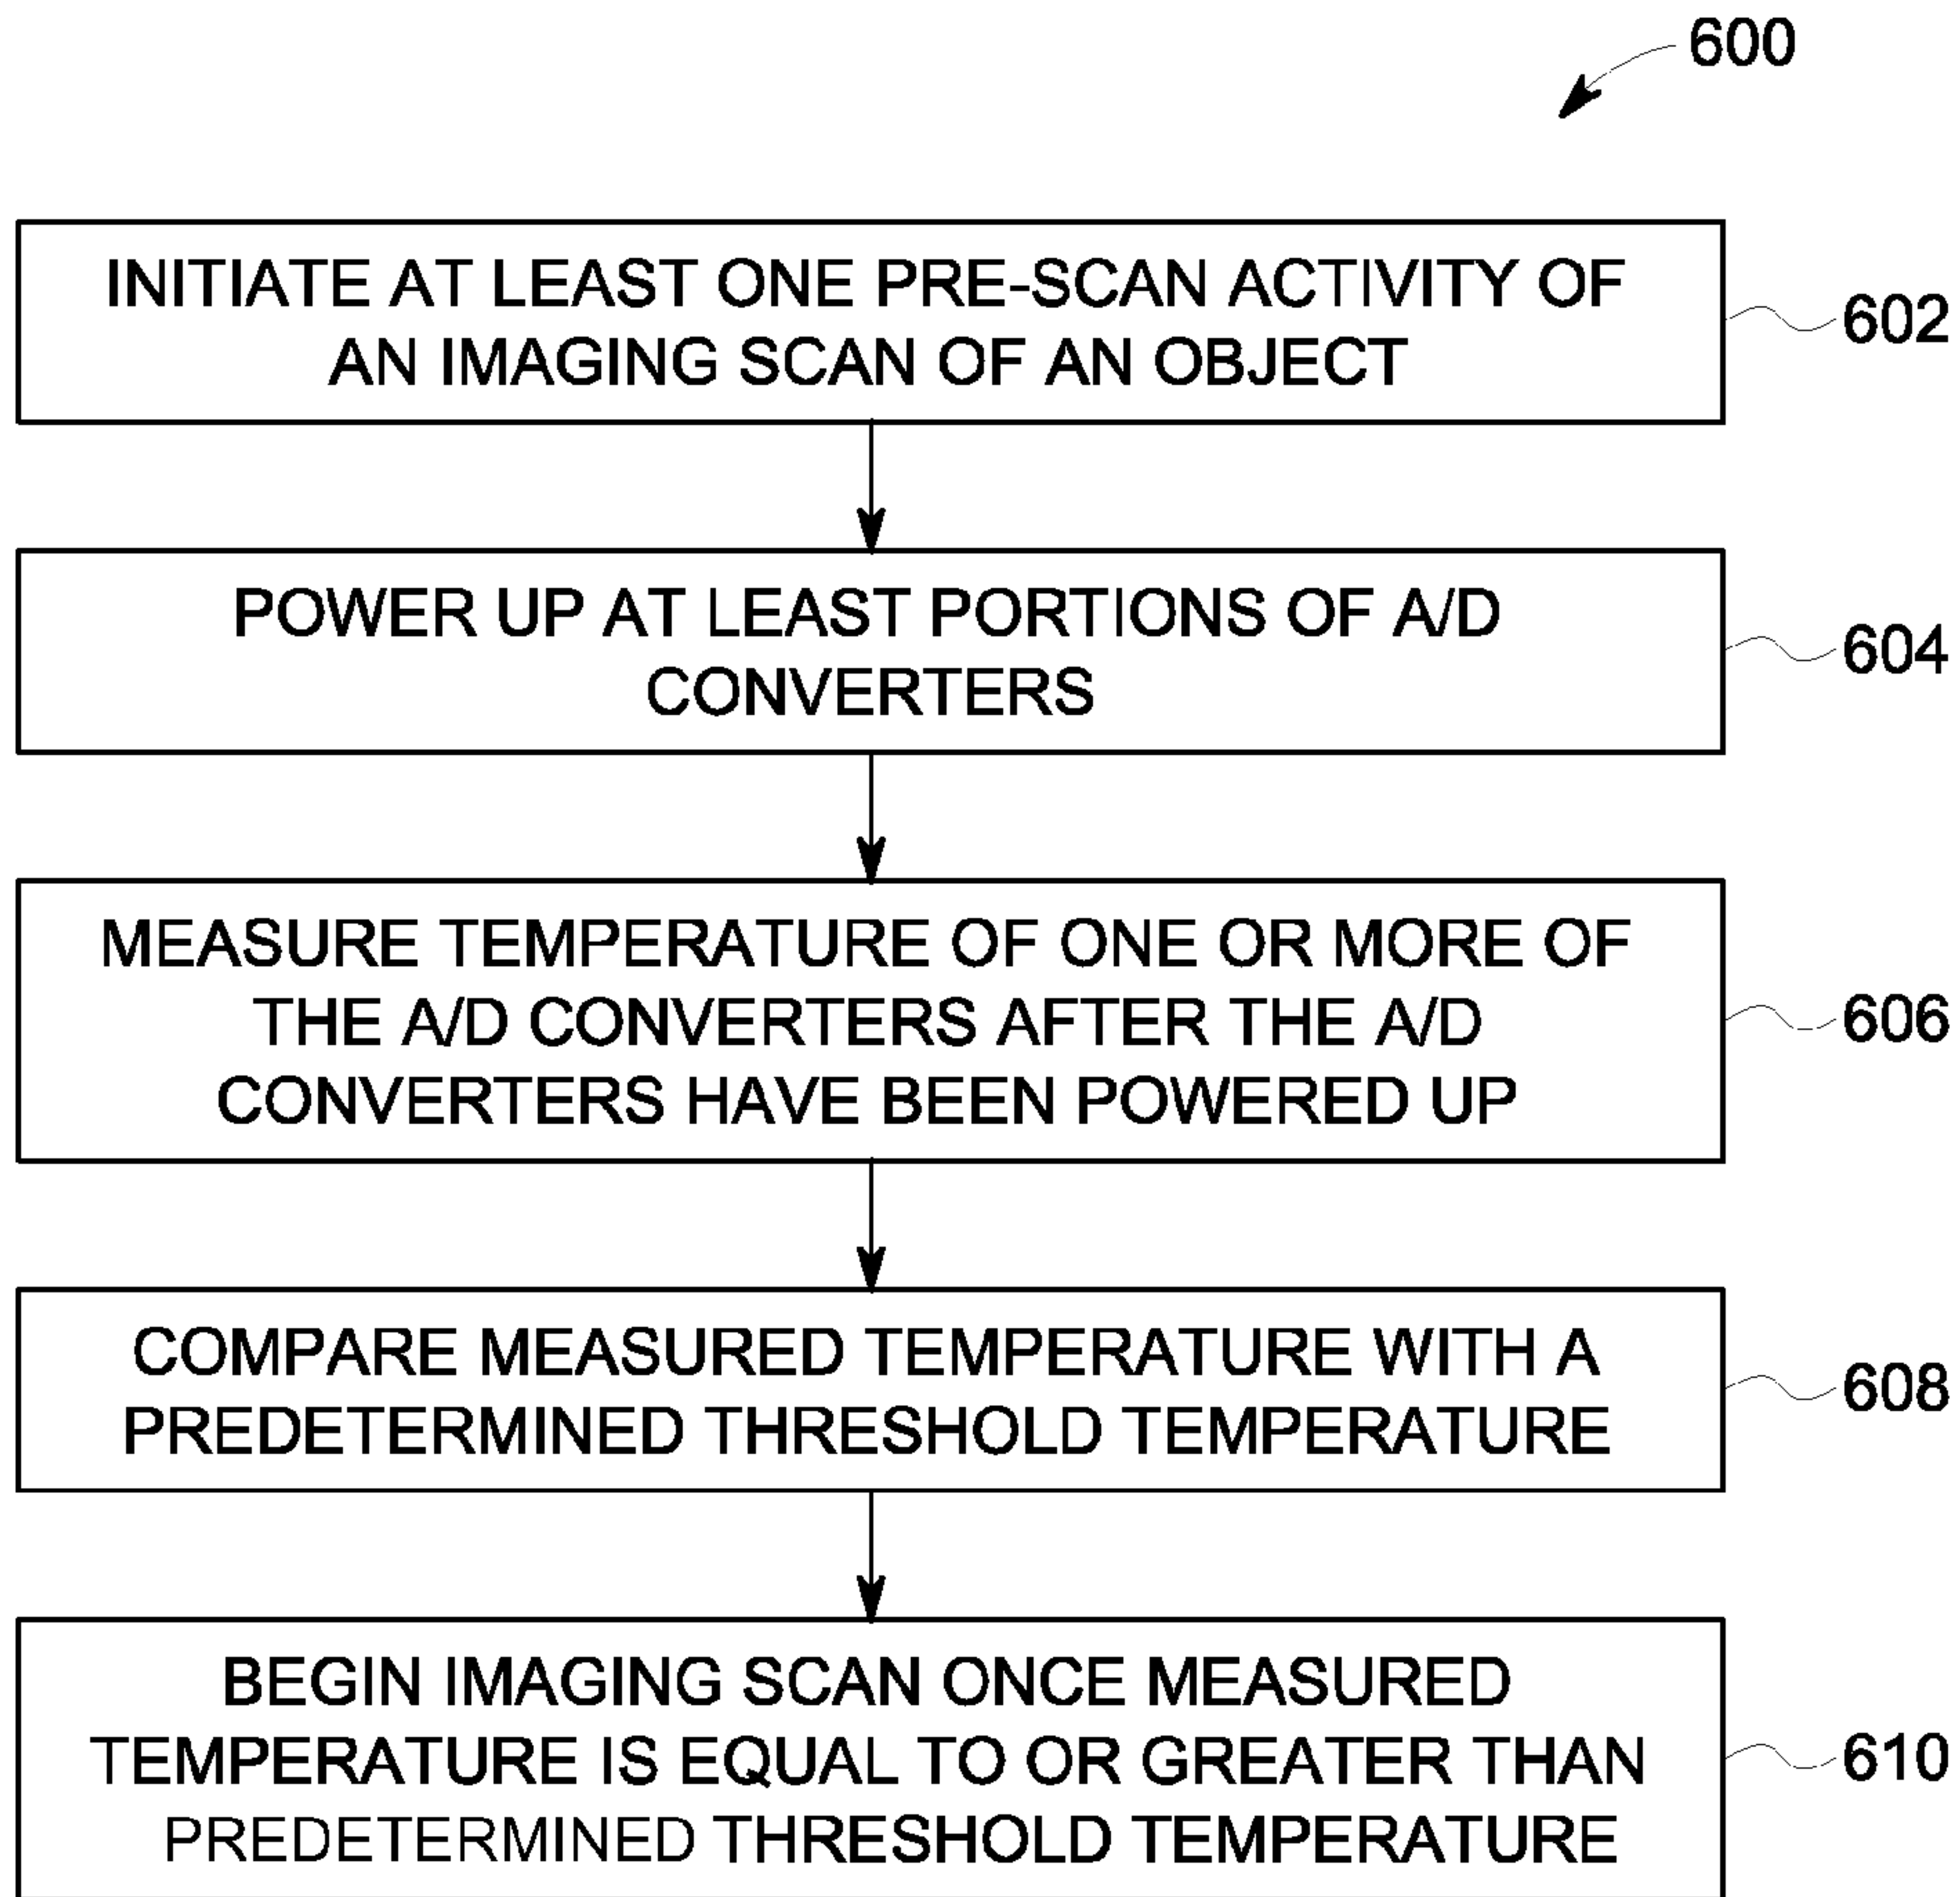 600
INITIATE AT LEAST ONE PRE-SCAN ACTIVITY OF
AN IMAGING SCAN OF AN OBJECT
602
POWER UP AT LEAST PORTIONS OF A/D
CONVERTERS
604
MEASURE TEMPERATURE OF ONE OR MORE OF
THE A/D CONVERTERS AFTER THE A/D
CONVERTERS HAVE BEEN POWERED UP
606
COMPARE MEASURED TEMPERATURE WITH A
PREDETERMINED THRESHOLD TEMPERATURE
608
BEGIN IMAGING SCAN ONCE MEASURED
TEMPERATURE IS EQUAL TO OR GREATER THAN
PREDETERMINED THRESHOLD TEMPERATURE
610